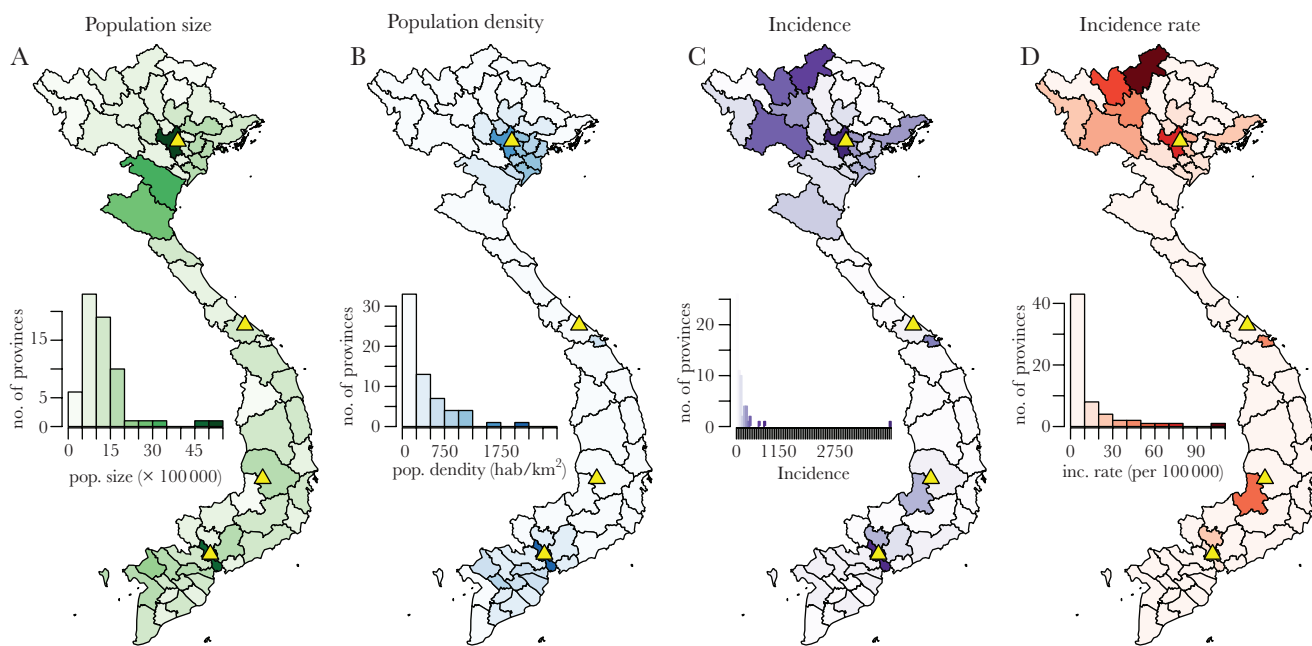 Population size
Population density
Incidence
Incidence rate
A
B
C
D
no. of provinces
15
5
0
0 15 30 45
pop. size (× 100 000)
no. of provinces
30
20
10
0
0 750 1750
pop. dendity (hab/km²)
no. of provinces
20
10
0
0 1150 2750
Incidence
no. of provinces
40
20
0
0 30 60 90
inc. rate (per 100 000)